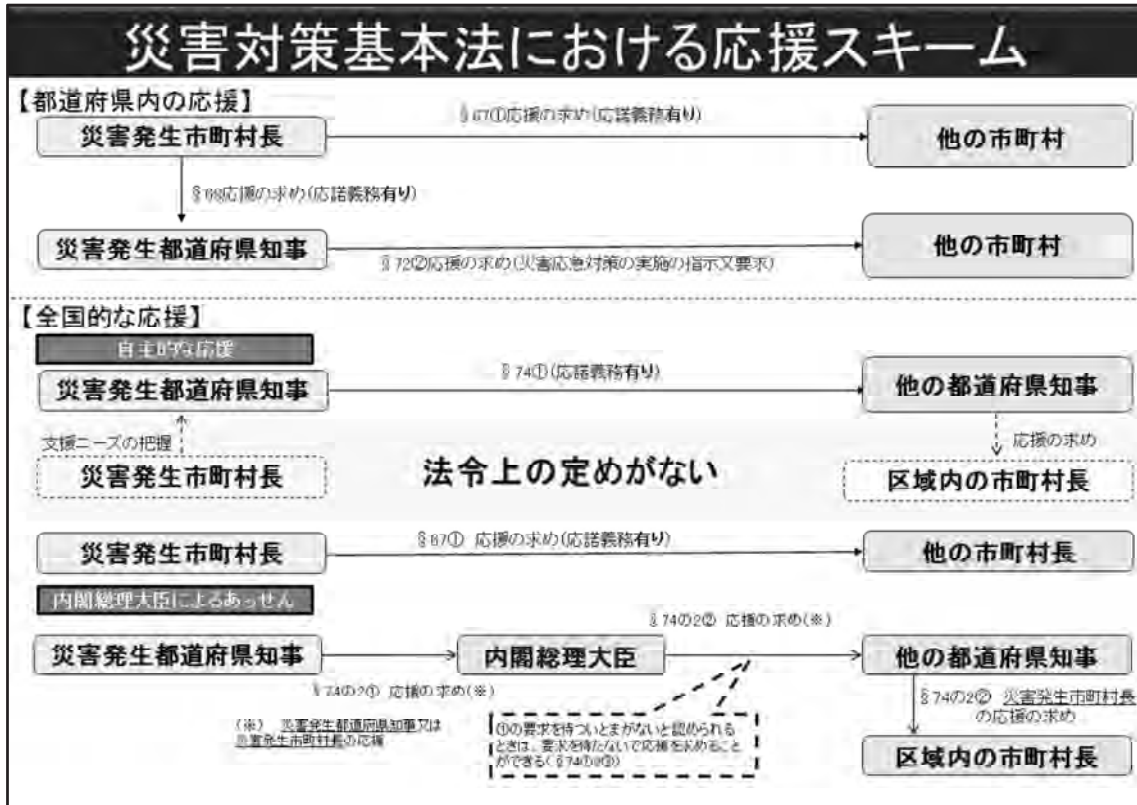 災害対策基本法における応援スキーム
【都道府県内の応援】
災害発生市町村長
§67①応援の求め(応諾義務有り)
他の市町村
§68応援の求め(応諾義務有り)
災害発生都道府県知事
§72②応援の求め(災害応急対策の実施の指示又要求)
他の市町村
【全国的な応援】
自主的な応援
災害発生都道府県知事
§74①(応諾義務有り)
他の都道府県知事
支援ニーズの把握
応援の求め
災害発生市町村長
法令上の定めがない
区域内の市町村長
災害発生市町村長
§67① 応援の求め(応諾義務有り)
他の市町村長
内閣総理大臣によるあっせん
§74の2② 応援の求め(※)
災害発生都道府県知事
内閣総理大臣
他の都道府県知事
§74の2① 応援の求め(※)
§74の2② 災害発生市町村長
の応援の求め
(※) 災害発生都道府県知事又は
災害発生市町村長の応援
①の要求を待ついとまがないと認められる
ときは、要求を待たないで応援を求めること
ができる
区域内の市町村長